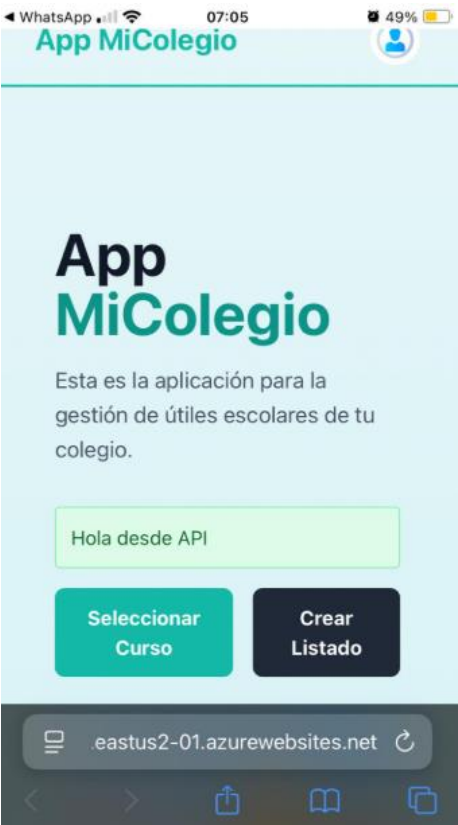 ◀ WhatsApp 07:05 49%
App MiColegio
App
MiColegio
Esta es la aplicación para la
gestión de útiles escolares de tu
colegio.
Hola desde API
Seleccionar
Curso
Crear
Listado
.eastus2-01.azurewebsites.net